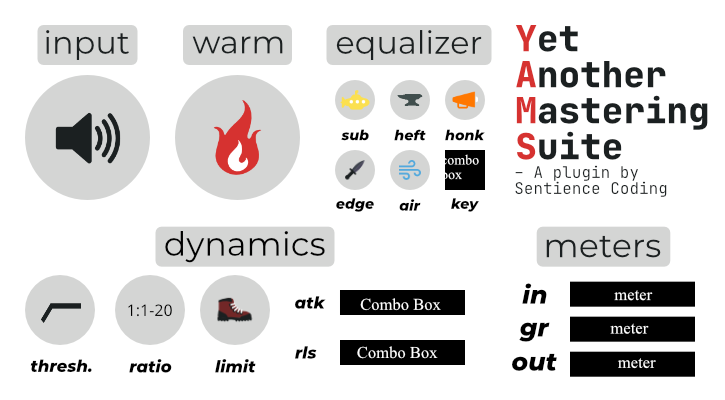 input
warm
equalizer
Yet
Another
Mastering
Suite
– A plugin by
Sentience Coding
sub
heft
honk
combo
box
edge
air
key
dynamics
meters
1:1-20
thresh.
ratio
limit
atk
Combo Box
rls
Combo Box
in
meter
gr
meter
out
meter